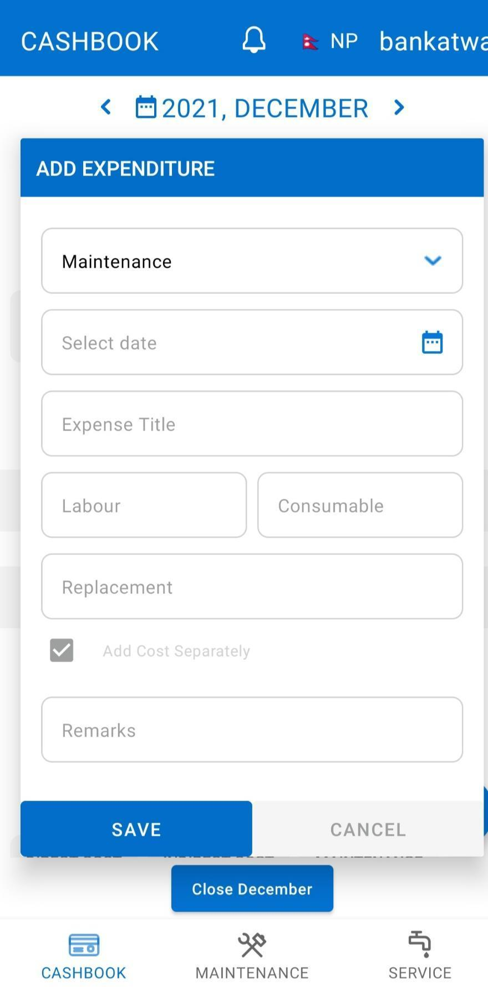 CASHBOOK NP bankatwa
2021, DECEMBER
ADD EXPENDITURE
Maintenance
Select date
Expense Title
Labour Consumable
Replacement
Add Cost Separately
Remarks
SAVE CANCEL
Close December
CASHBOOK MAINTENANCE SERVICE